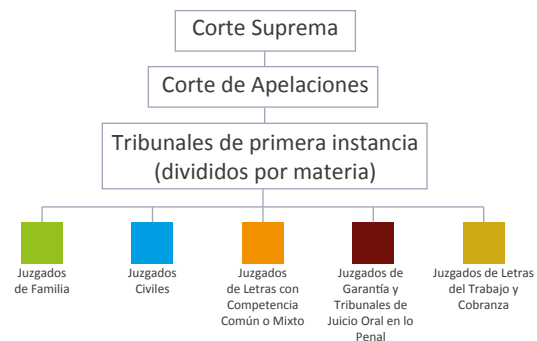 Corte Suprema
Corte de Apelaciones
Tribunales de primera instancia
(divididos por materia)
Juzgados
de Familia
Juzgados
Civiles
Juzgados
de Letras con
Competencia
Común o Mixto
Juzgados de
Garantía y
Tribunales de
Juicio Oral en lo
Penal
Juzgados de Letras
del Trabajo y
Cobranza